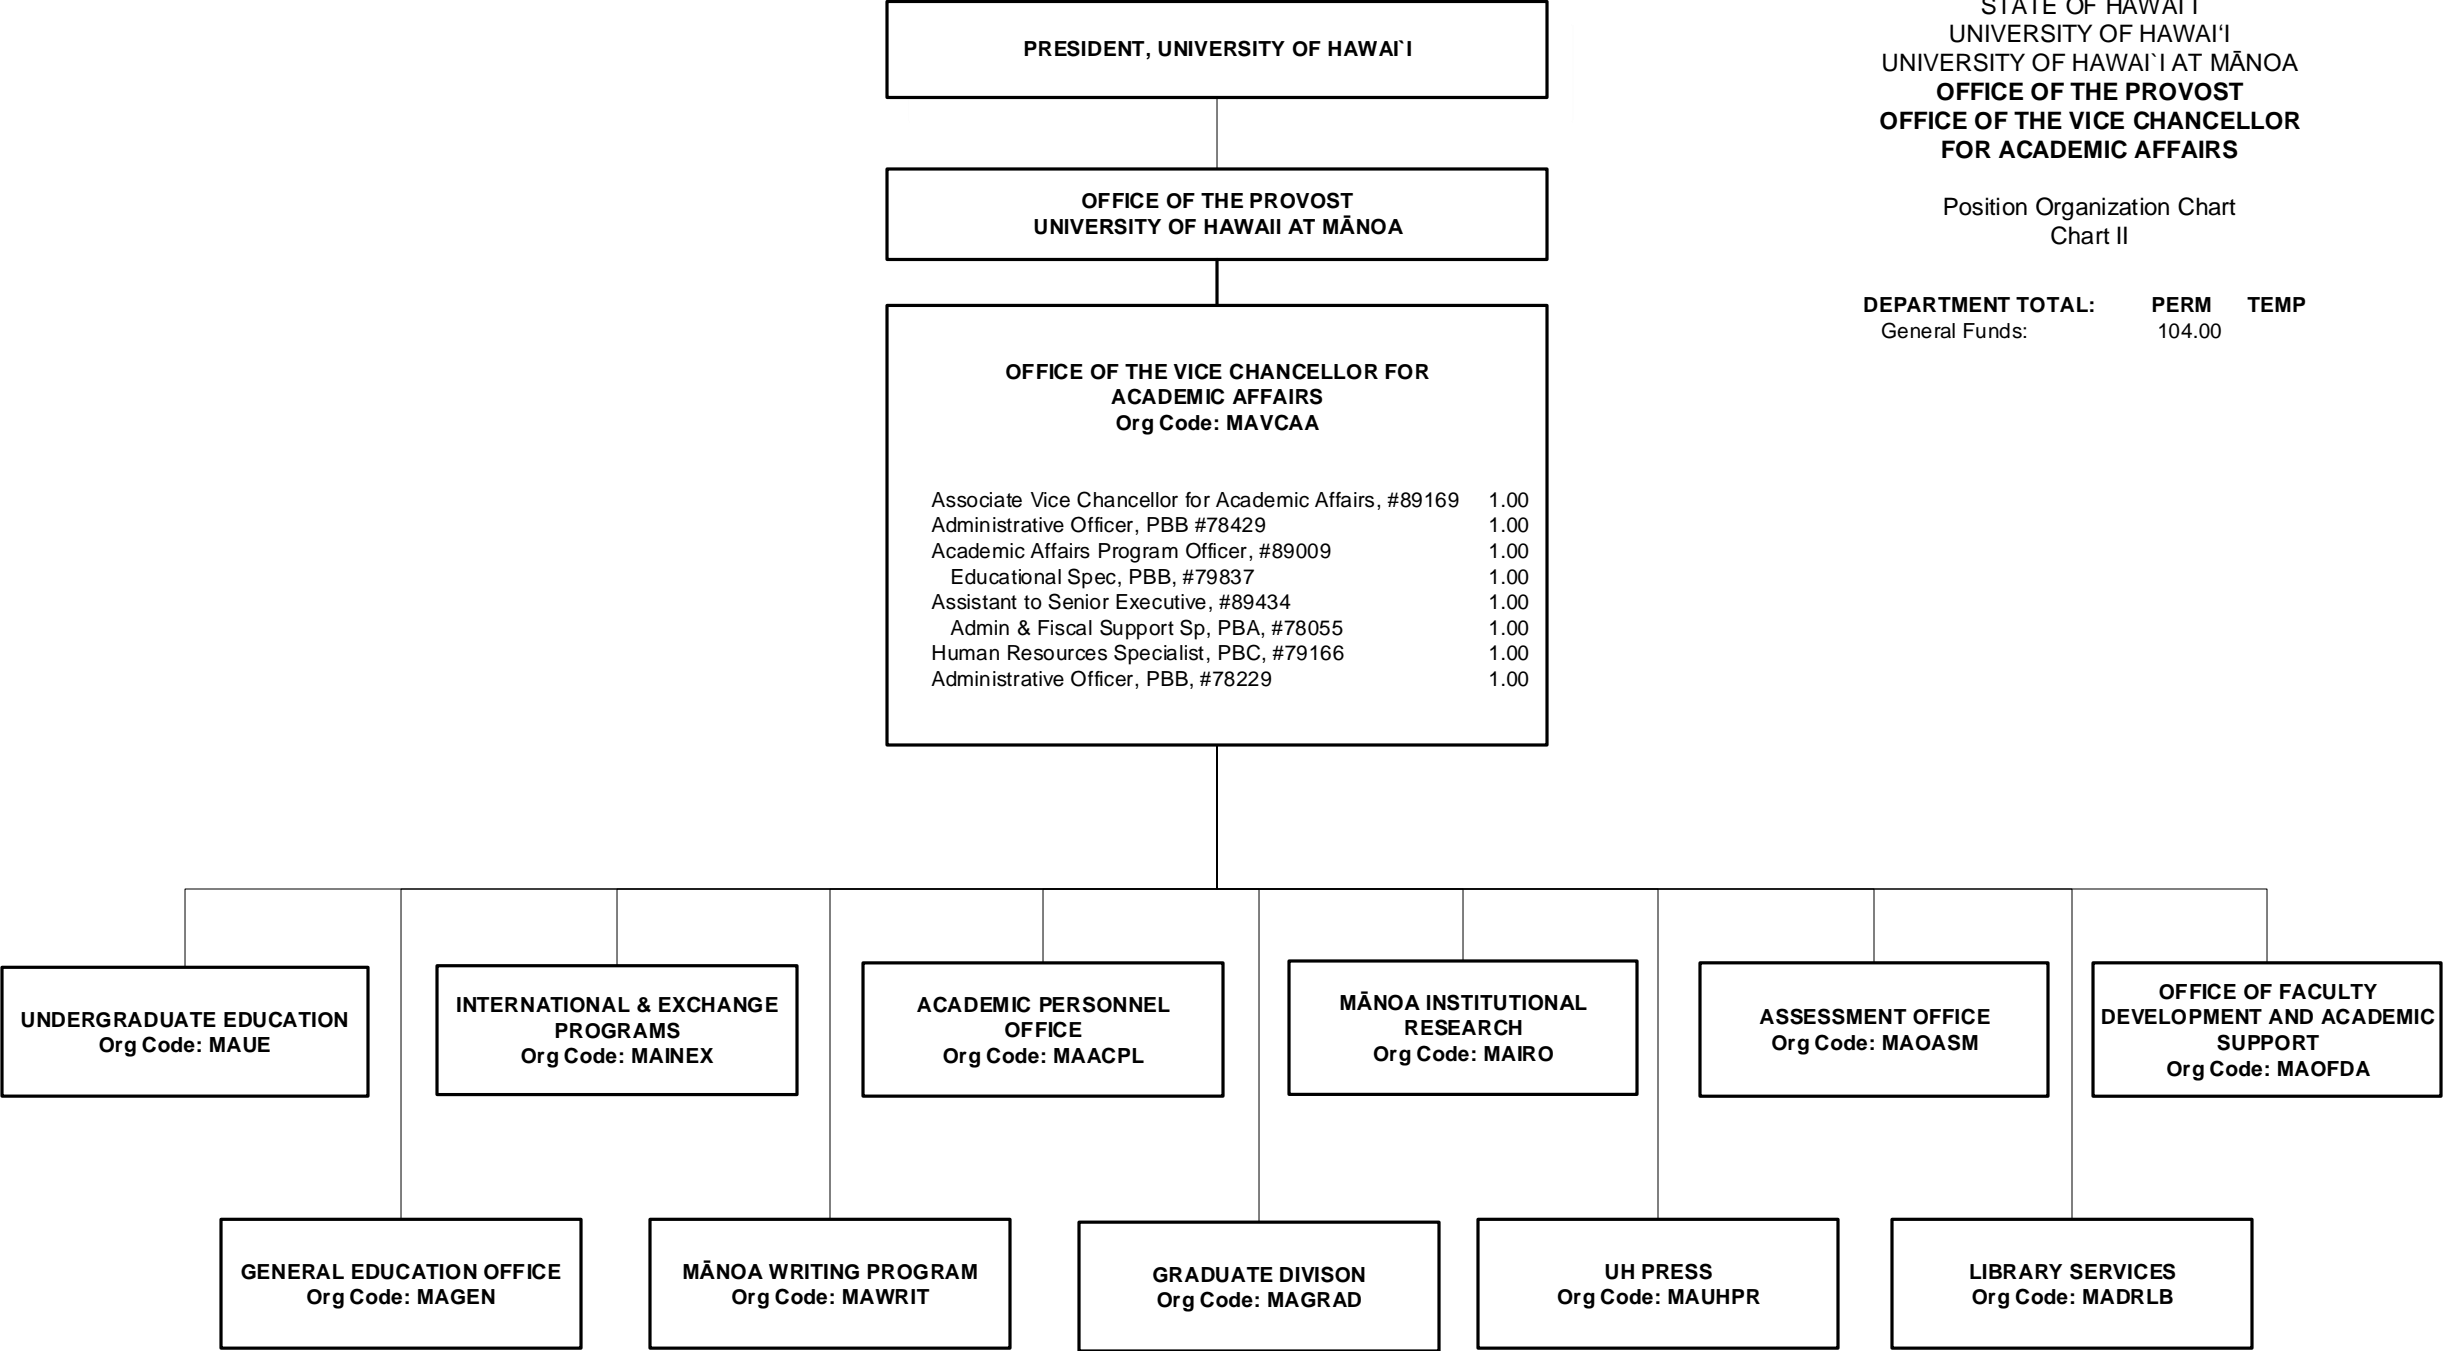 PRESIDENT, UNIVERSITY OF HAWAI`I
STATE OF HAWAI`I
UNIVERSITY OF HAWAI‘I
UNIVERSITY OF HAWAI`I AT MĀNOA
OFFICE OF THE PROVOST
OFFICE OF THE VICE CHANCELLOR
FOR ACADEMIC AFFAIRS
Position Organization Chart
Chart II
DEPARTMENT TOTAL: PERM TEMP
General Funds: 104.00
OFFICE OF THE PROVOST
UNIVERSITY OF HAWAII AT MĀNOA
OFFICE OF THE VICE CHANCELLOR FOR
ACADEMIC AFFAIRS
Org Code: MAVCAA
Associate Vice Chancellor for Academic Affairs, #89169 1.00
Administrative Officer, PBB #78429 1.00
Academic Affairs Program Officer, #89009 1.00
Educational Spec, PBB, #79837 1.00
Assistant to Senior Executive, #89434 1.00
Admin & Fiscal Support Sp, PBA, #78055 1.00
Human Resources Specialist, PBC, #79166 1.00
Administrative Officer, PBB, #78229 1.00
UNDERGRADUATE EDUCATION
Org Code: MAUE
INTERNATIONAL & EXCHANGE
PROGRAMS
Org Code: MAINEX
ACADEMIC PERSONNEL
OFFICE
Org Code: MAACPL
MĀNOA INSTITUTIONAL
RESEARCH
Org Code: MAIRO
ASSESSMENT OFFICE
Org Code: MAOASM
OFFICE OF FACULTY
DEVELOPMENT AND ACADEMIC
SUPPORT
Org Code: MAOFDA
GENERAL EDUCATION OFFICE
Org Code: MAGEN
MĀNOA WRITING PROGRAM
Org Code: MAWRIT
GRADUATE DIVISON
Org Code: MAGRAD
UH PRESS
Org Code: MAUHPR
LIBRARY SERVICES
Org Code: MADRLB